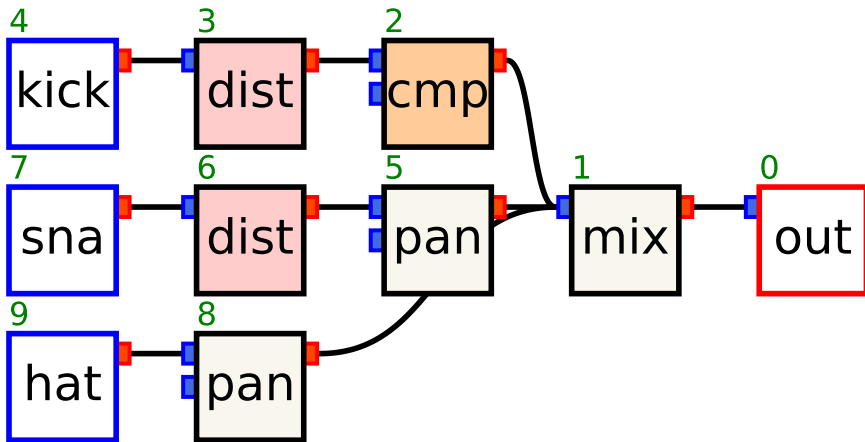 4 3 2
kick dist cmp
7 6 5 1 0
sna dist pan mix out
9 8
hat pan